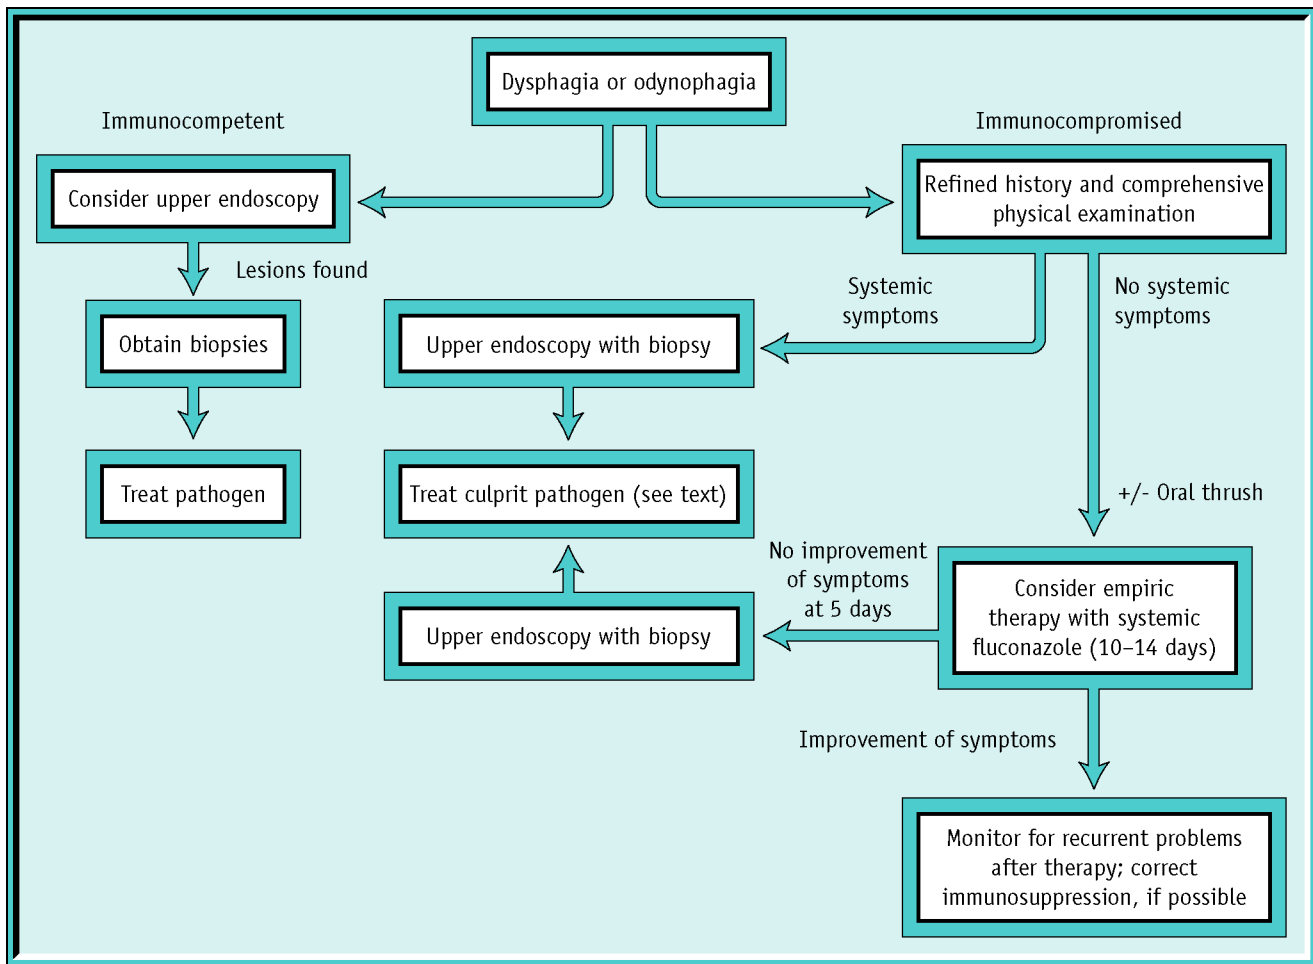 Dysphagia or odynophagia
Immunocompetent
Immunocompromised
Consider upper endoscopy
Refined history and comprehensive
physical examination
Lesions found
Systemic
symptoms
No systemic
symptoms
Obtain biopsies
Upper endoscopy with biopsy
Treat pathogen
Treat culprit pathogen (see text)
+/- Oral thrush
No improvement
of symptoms
at 5 days
Upper endoscopy with biopsy
Consider empiric
therapy with systemic
fluconazole (10–14 days)
Improvement of symptoms
Monitor for recurrent problems
after therapy; correct
immunosuppression, if possible